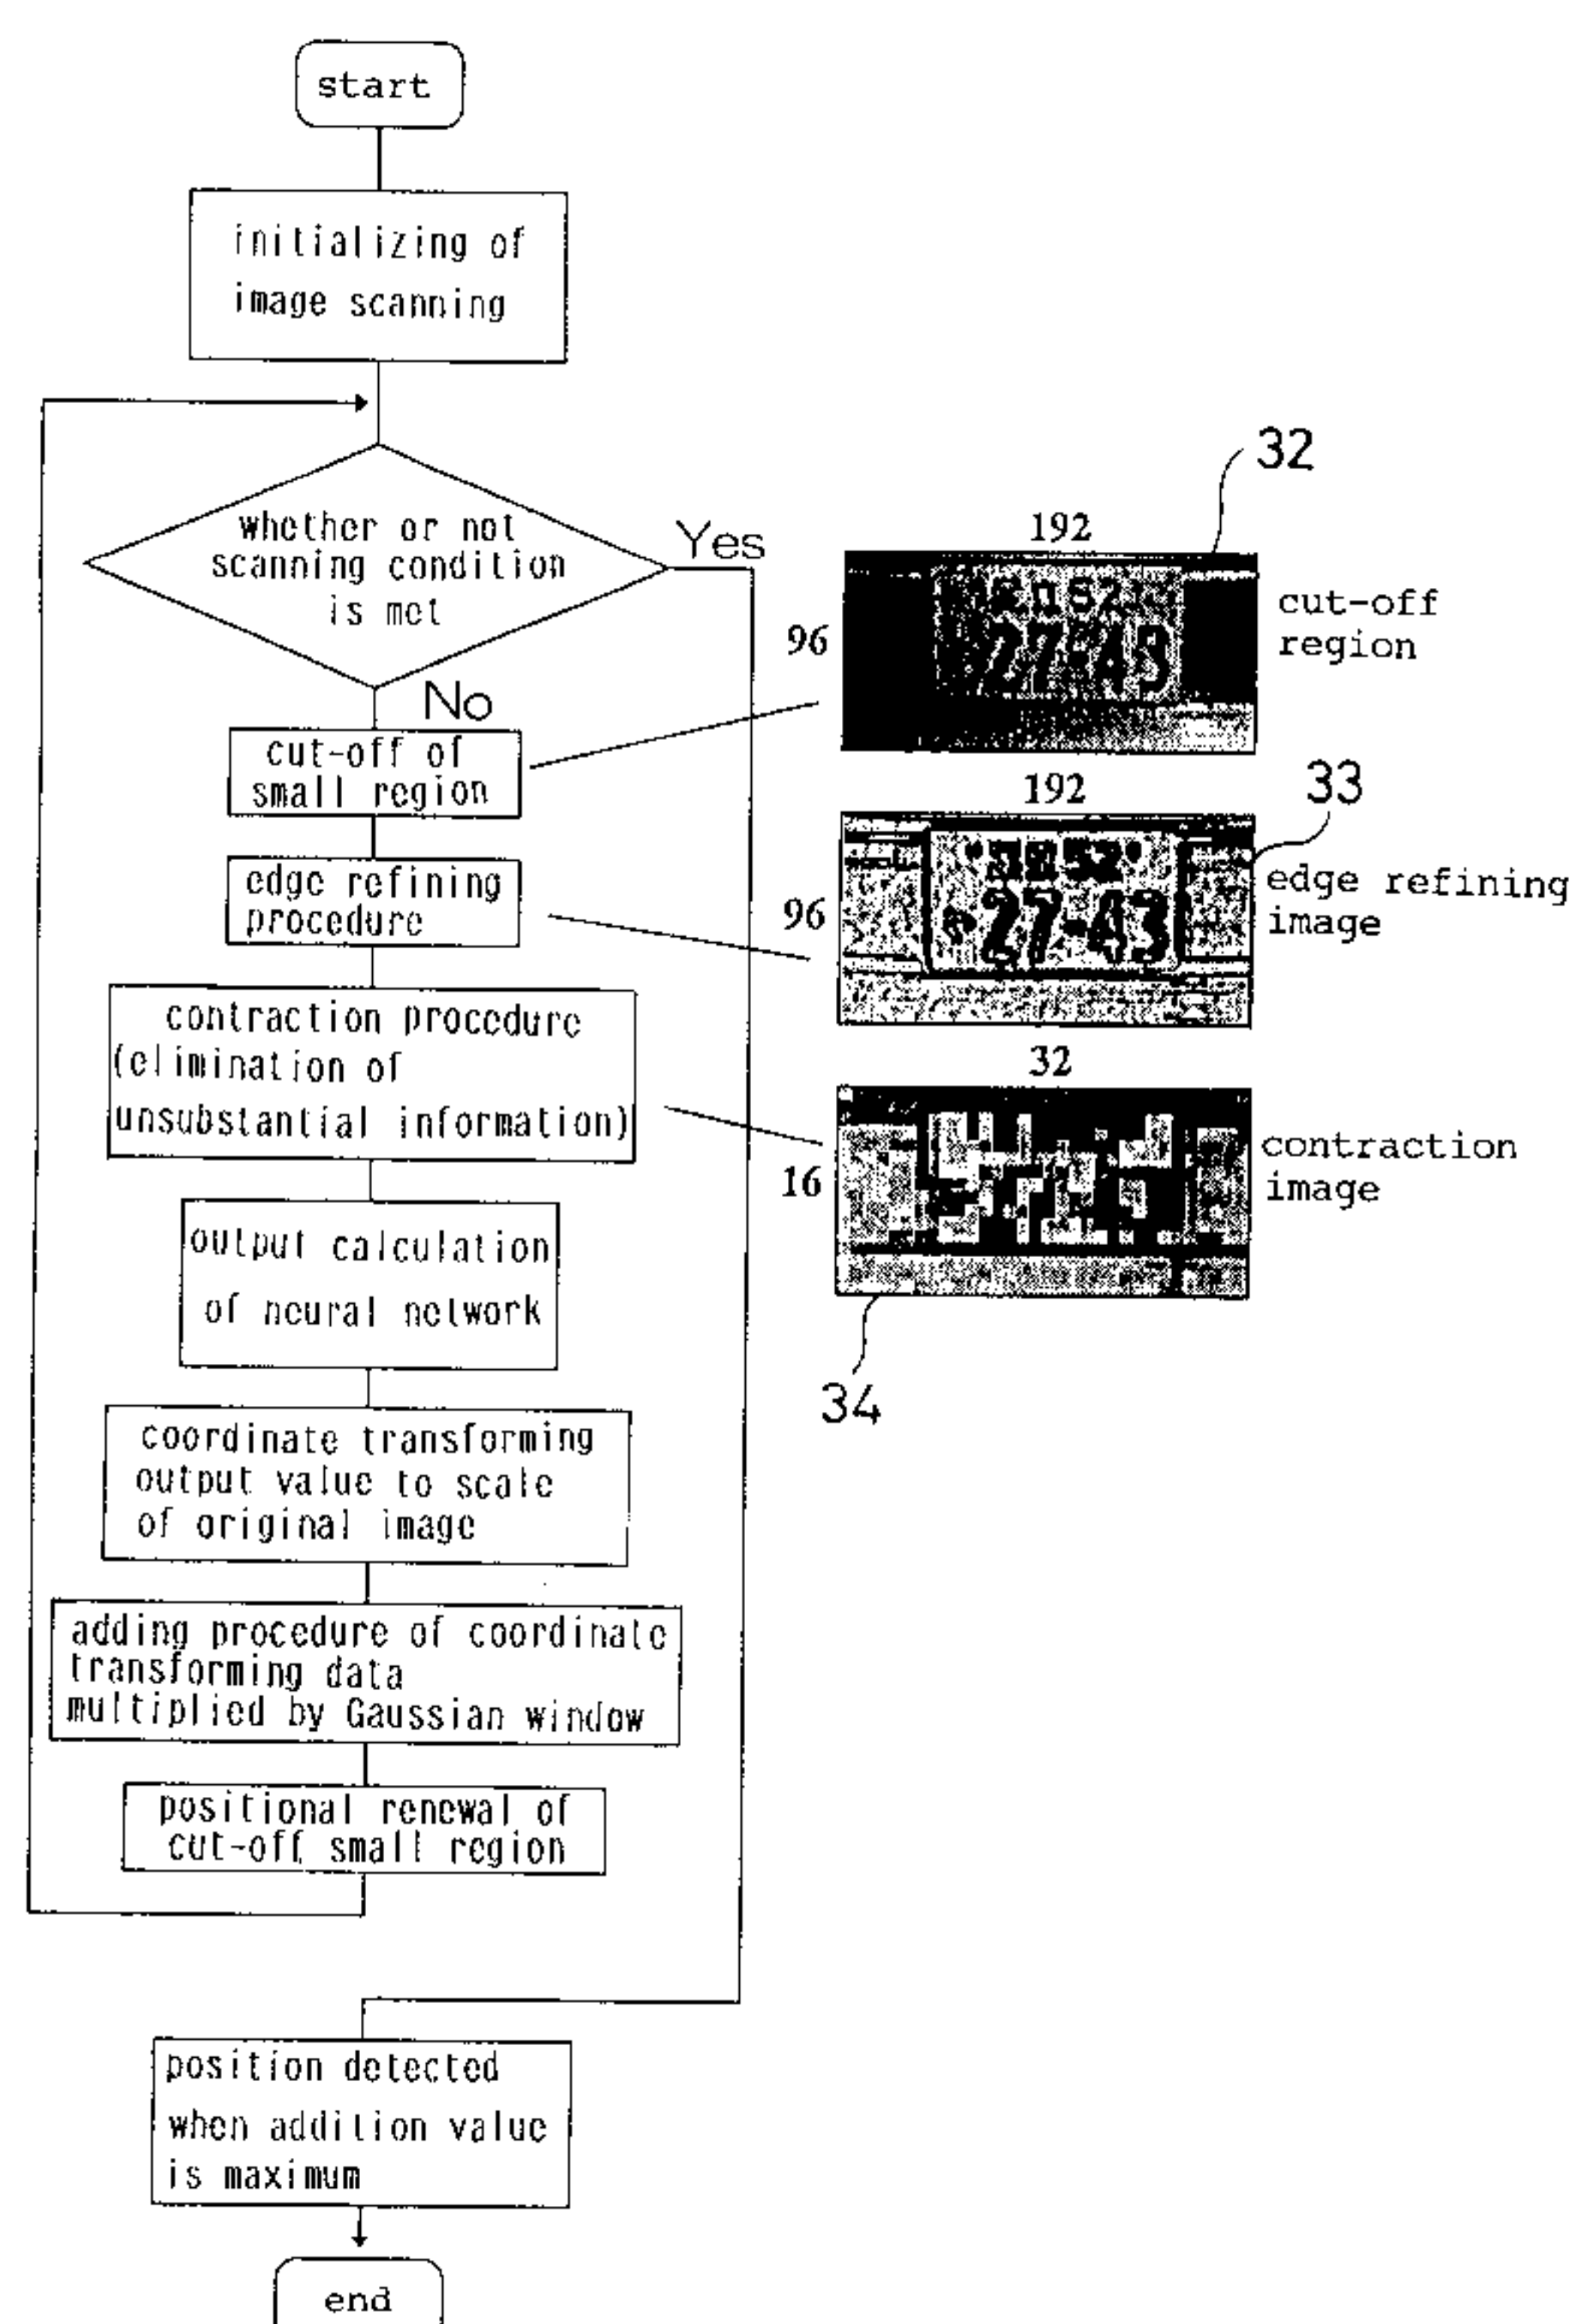 start
initializing of
image scanning
whether or not
scanning condition
is met
Yes
No
cut-off of
small region
edge refining
procedure
contraction procedure
(elimination of
unsubstantial information)
output calculation
of neural network
coordinate transforming
output value to scale
of original image
adding procedure of coordinate
transforming data
multiplied by Gaussian window
positional renewal of
cut-off small region
position detected
when addition value
is maximum
end
32
192
96
27-43
cut-off
region
33
192
96
52
27-43
edge refining
image
32
16
contraction
image
34